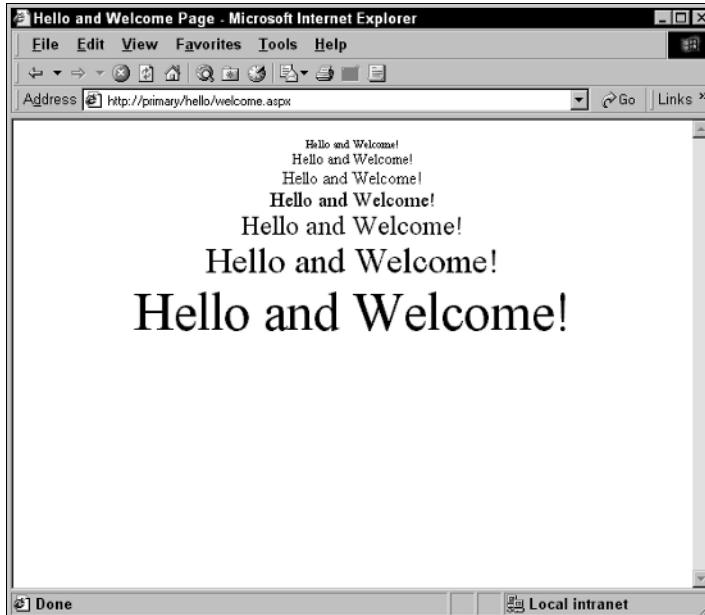 Hello and Welcome Page - Microsoft Internet Explorer
File Edit View Favorites Tools Help
Address http://primary/hello/welcome.aspx Go Links »
Hello and Welcome!
Hello and Welcome!
Hello and Welcome!
Hello and Welcome!
Hello and Welcome!
Hello and Welcome!
Hello and Welcome!
Done Local intranet